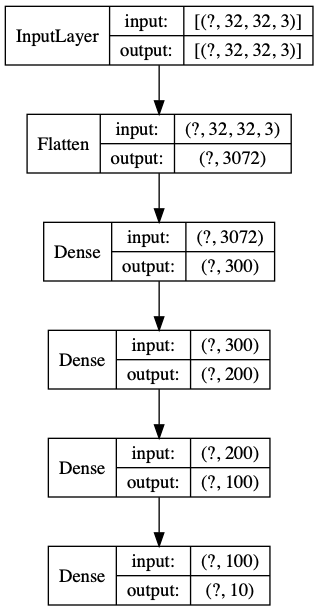 InputLayer
input: [(?, 32, 32, 3)]
output: [(?, 32, 32, 3)]
Flatten
input: (?, 32, 32, 3)
output: (?, 3072)
Dense
input: (?, 3072)
output: (?, 300)
Dense
input: (?, 300)
output: (?, 200)
Dense
input: (?, 200)
output: (?, 100)
Dense
input: (?, 100)
output: (?, 10)